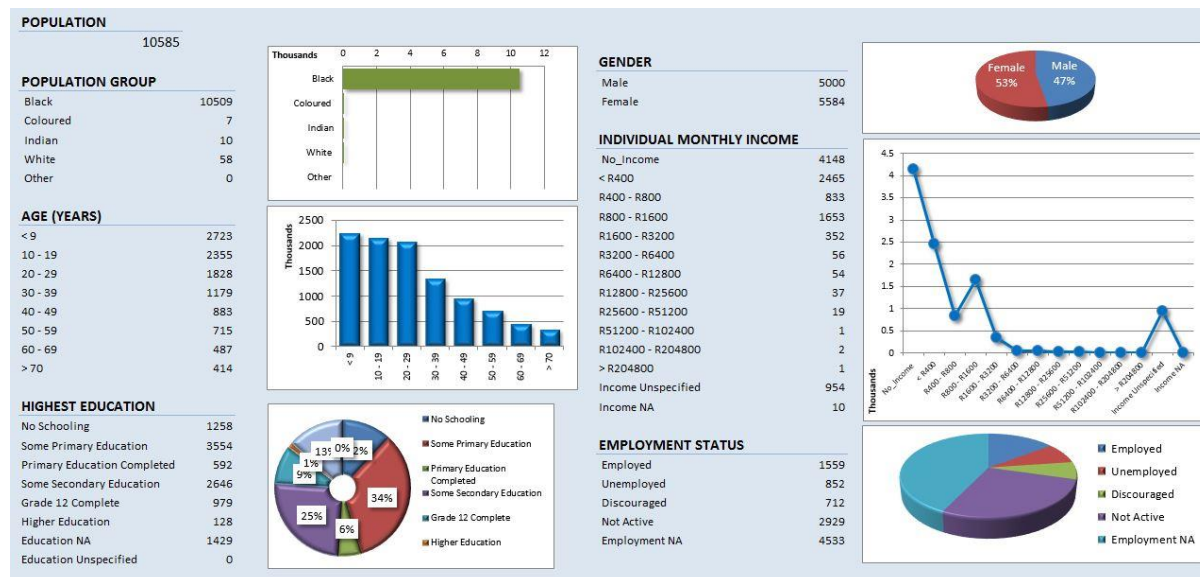 POPULATION
10585
POPULATION GROUP
Black 10509
Coloured 7
Indian 10
White 58
Other 0
AGE (YEARS)
< 9 2723
10 - 19 2355
20 - 29 1828
30 - 39 1179
40 - 49 883
50 - 59 715
60 - 69 487
> 70 414
HIGHEST EDUCATION
No Schooling 1258
Some Primary Education 3554
Primary Education Completed 592
Some Secondary Education 2646
Grade 12 Complete 979
Higher Education 128
Education NA 1429
Education Unspecified 0
Thousands 0 2 4 6 8 10 12
Black
Coloured
Indian
White
Other
Thousands
2500
2000
1500
1000
500
0
< 9 10 - 19 20 - 29 30 - 39 40 - 49 50 - 59 60 - 69 > 70
13% 0% 2%
1%
9%
34%
25%
6%
No Schooling
Some Primary Education
Primary Education
Completed
Some Secondary Education
Grade 12 Complete
Higher Education
GENDER
Male 5000
Female 5584
INDIVIDUAL MONTHLY INCOME
No_Income 4148
< R400 2465
R400 - R800 833
R800 - R1600 1653
R1600 - R3200 352
R3200 - R6400 56
R6400 - R12800 54
R12800 - R25600 37
R25600 - R51200 19
R51200 - R102400 1
R102400 - R204800 2
> R204800 1
Income Unspecified 954
Income NA 10
EMPLOYMENT STATUS
Employed 1559
Unemployed 852
Discouraged 712
Not Active 2929
Employment NA 4533
Female
53%
Male
47%
4.5
4
3.5
3
2.5
2
1.5
1
0.5
0
Thousands
No_Income
< R400
R400 - R800
R800 - R1600
R1600 - R3200
R3200 - R6400
R6400 - R12800
R12800 - R25600
R25600 - R51200
R51200 - R102400
R102400 - R204800
> R204800
Income Unspecified
Income NA
Employed
Unemployed
Discouraged
Not Active
Employment NA